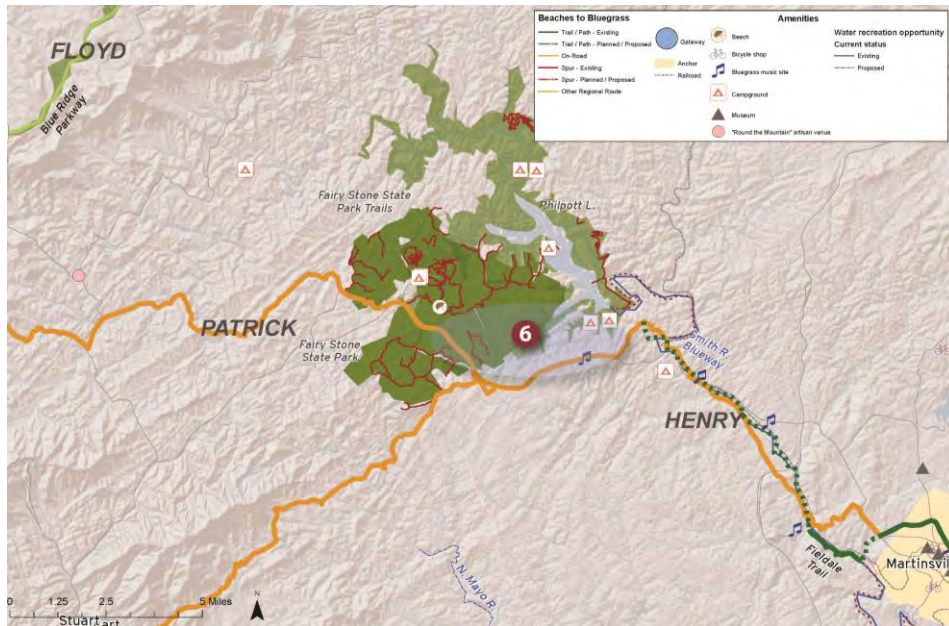 Beaches to Bluegrass
Trail / Path - Existing
Trail / Path - Planned / Proposed
On-Road
Spur - Existing
Spur - Planned / Proposed
Other Regional Route
Gateway
Anchor
Railroad
Amenities
Beech
Bicycle shop
Bluegrass music site
Campground
Museum
"Round the Mountain" artisan venue
Water recreation opportunity
Current status
Existing
Proposed
FLOYD
Blue Ridge
Parkway
Fairy Stone State
Park Trails
Philpott L.
PATRICK
Fairy Stone
State Park
6
Smith R.
Blueway
HENRY
Fieldale
Trail
Martinsvil
N. Mayo R.
N
0 1.25 2.5 5 Miles
Stuart art